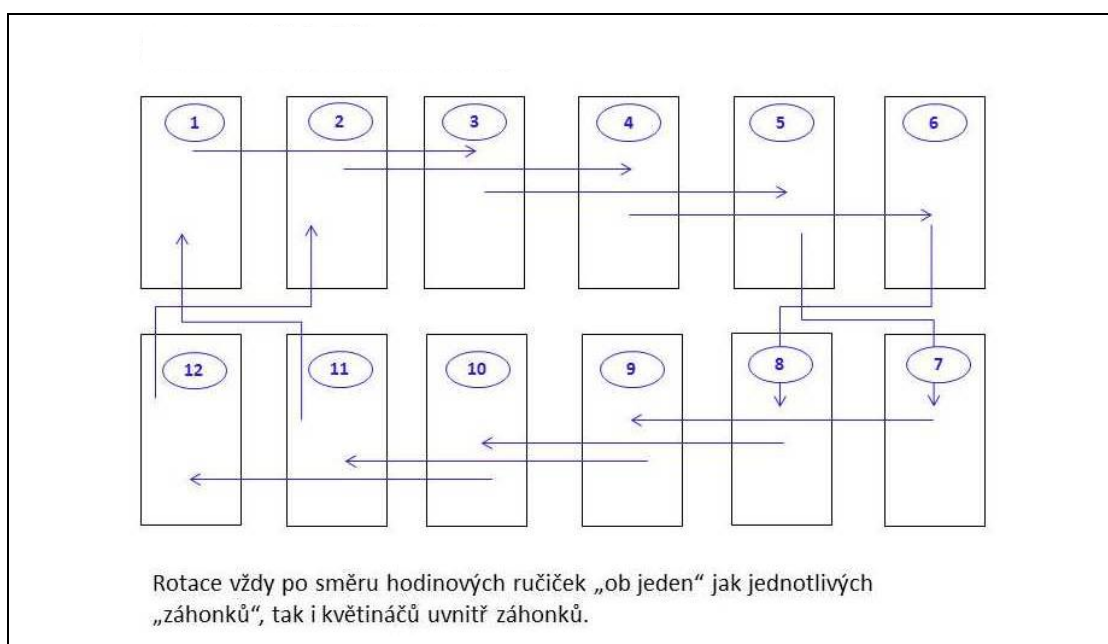 1 2 3 4 5 6
12 11 10 9 8 7
Rotace vždy po směru hodinových ručiček „ob jeden“ jak jednotlivých
„záhonků“, tak i květináčů uvnitř záhonků.